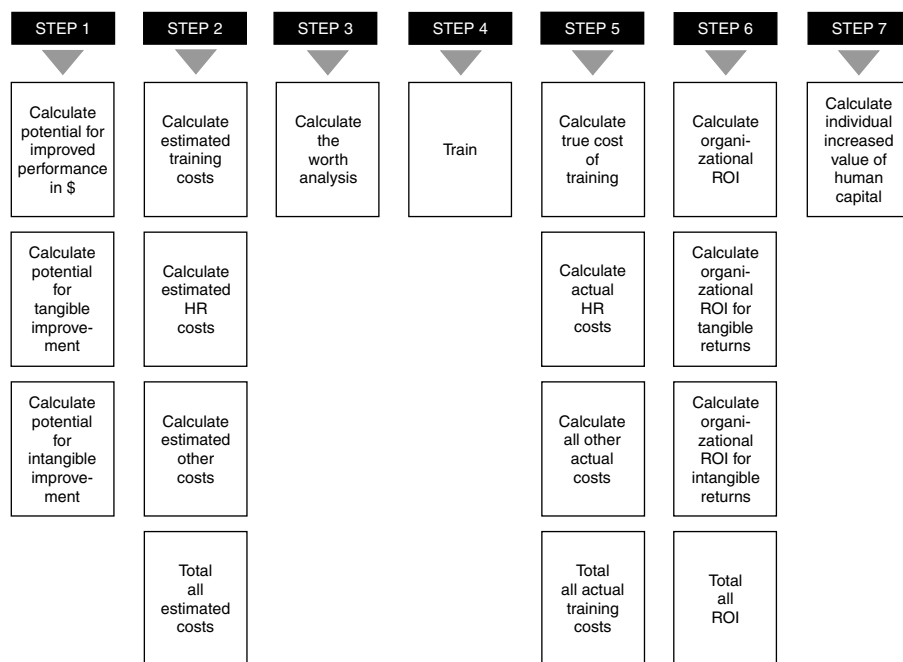 STEP 1
STEP 2
STEP 3
STEP 4
STEP 5
STEP 6
STEP 7
Calculate
potential for
improved
performance
in $
Calculate
estimated
training
costs
Calculate
the
worth
analysis
Train
Calculate
true cost
of
training
Calculate
organi-
zational
ROI
Calculate
individual
increased
value of
human
capital
Calculate
potential
for
tangible
improve-
ment
Calculate
estimated
HR
costs
Calculate
actual
HR
costs
Calculate
organi-
zational
ROI for
tangible
returns
Calculate
potential
for
intangible
improve-
ment
Calculate
estimated
other
costs
Calculate
all other
actual
costs
Calculate
organi-
zational
ROI for
intangible
returns
Total
all
estimated
costs
Total
all actual
training
costs
Total
all
ROI